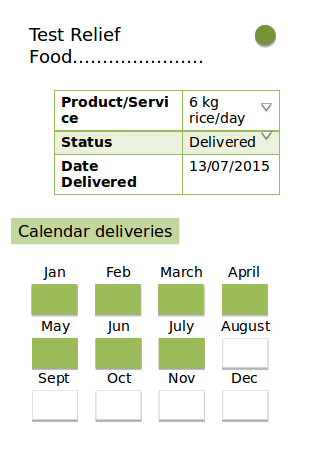 Test Relief
Food......................
Product/Servi
ce
6 kg
rice/day
Status
Delivered
Date
Delivered
13/07/2015
Calendar deliveries
Jan Feb March April
May Jun July August
Sept Oct Nov Dec